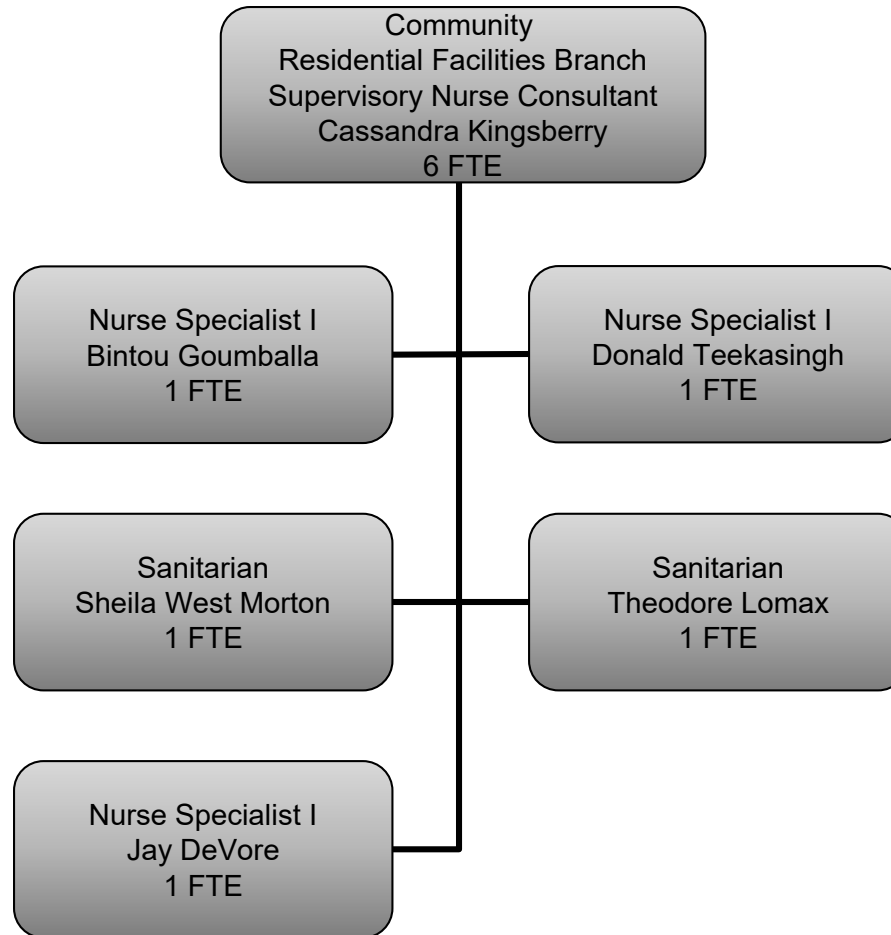 Community
Residential Facilities Branch
Supervisory Nurse Consultant
Cassandra Kingsberry
6 FTE
Nurse Specialist I
Bintou Goumballa
1 FTE
Nurse Specialist I
Donald Teekasingh
1 FTE
Sanitarian
Sheila West Morton
1 FTE
Sanitarian
Theodore Lomax
1 FTE
Nurse Specialist I
Jay DeVore
1 FTE